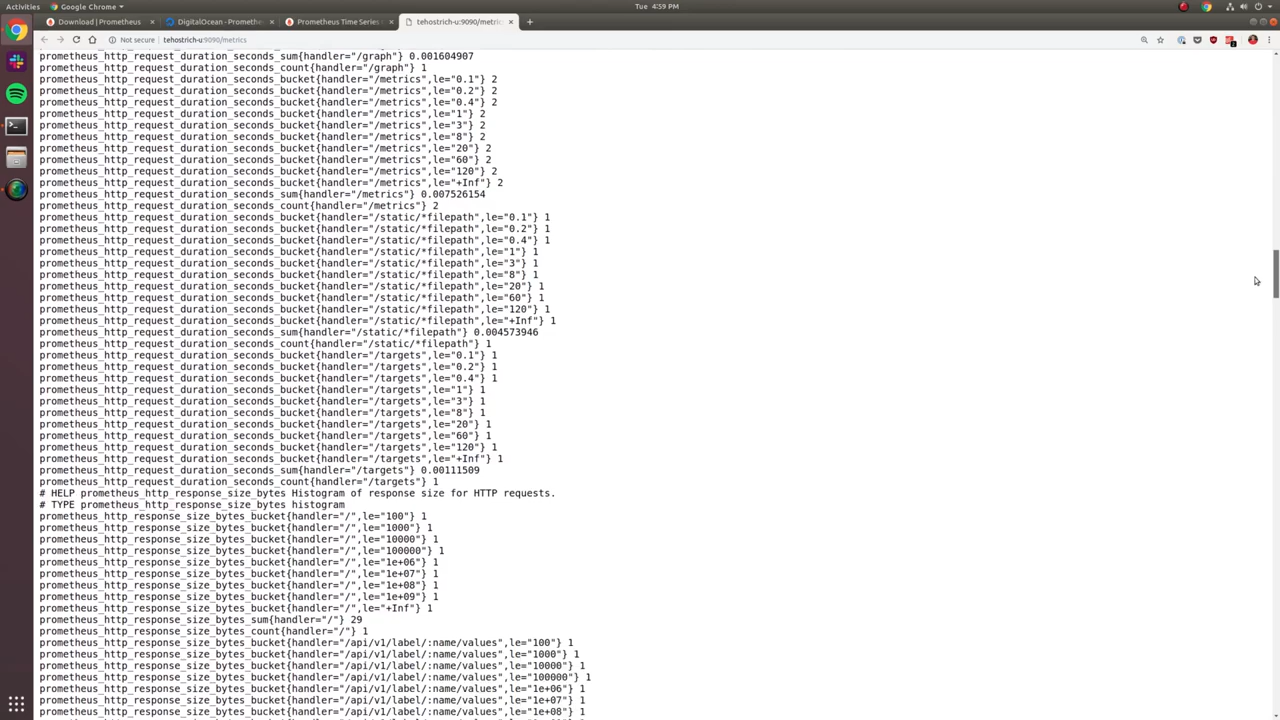 Activities
Google Chrome
Tue 4:59 PM
Download | Prometheus
DigitalOcean - Prometh
Prometheus Time Series
tehostrich-u:9090/metri
Not secure
tehostrich-u:9090/metrics
prometheus_http_request_duration_seconds_sum{handler="/graph"} 0.001604907
prometheus_http_request_duration_seconds_count{handler="/graph"} 1
prometheus_http_request_duration_seconds_bucket{handler="/metrics",le="0.1"} 2
prometheus_http_request_duration_seconds_bucket{handler="/metrics",le="0.2"} 2
prometheus_http_request_duration_seconds_bucket{handler="/metrics",le="0.4"} 2
prometheus_http_request_duration_seconds_bucket{handler="/metrics",le="1"} 2
prometheus_http_request_duration_seconds_bucket{handler="/metrics",le="3"} 2
prometheus_http_request_duration_seconds_bucket{handler="/metrics",le="8"} 2
prometheus_http_request_duration_seconds_bucket{handler="/metrics",le="20"} 2
prometheus_http_request_duration_seconds_bucket{handler="/metrics",le="60"} 2
prometheus_http_request_duration_seconds_bucket{handler="/metrics",le="120"} 2
prometheus_http_request_duration_seconds_bucket{handler="/metrics",le="+Inf"} 2
prometheus_http_request_duration_seconds_sum{handler="/metrics"} 0.007526154
prometheus_http_request_duration_seconds_count{handler="/metrics"} 2
prometheus_http_request_duration_seconds_bucket{handler="/static/*filepath",le="0.1"} 1
prometheus_http_request_duration_seconds_bucket{handler="/static/*filepath",le="0.2"} 1
prometheus_http_request_duration_seconds_bucket{handler="/static/*filepath",le="0.4"} 1
prometheus_http_request_duration_seconds_bucket{handler="/static/*filepath",le="1"} 1
prometheus_http_request_duration_seconds_bucket{handler="/static/*filepath",le="3"} 1
prometheus_http_request_duration_seconds_bucket{handler="/static/*filepath",le="8"} 1
prometheus_http_request_duration_seconds_bucket{handler="/static/*filepath",le="20"} 1
prometheus_http_request_duration_seconds_bucket{handler="/static/*filepath",le="60"} 1
prometheus_http_request_duration_seconds_bucket{handler="/static/*filepath",le="120"} 1
prometheus_http_request_duration_seconds_bucket{handler="/static/*filepath",le="+Inf"} 1
prometheus_http_request_duration_seconds_sum{handler="/static/*filepath"} 0.004573946
prometheus_http_request_duration_seconds_count{handler="/static/*filepath"} 1
prometheus_http_request_duration_seconds_bucket{handler="/targets",le="0.1"} 1
prometheus_http_request_duration_seconds_bucket{handler="/targets",le="0.2"} 1
prometheus_http_request_duration_seconds_bucket{handler="/targets",le="0.4"} 1
prometheus_http_request_duration_seconds_bucket{handler="/targets",le="1"} 1
prometheus_http_request_duration_seconds_bucket{handler="/targets",le="3"} 1
prometheus_http_request_duration_seconds_bucket{handler="/targets",le="8"} 1
prometheus_http_request_duration_seconds_bucket{handler="/targets",le="20"} 1
prometheus_http_request_duration_seconds_bucket{handler="/targets",le="60"} 1
prometheus_http_request_duration_seconds_bucket{handler="/targets",le="120"} 1
prometheus_http_request_duration_seconds_bucket{handler="/targets",le="+Inf"} 1
prometheus_http_request_duration_seconds_sum{handler="/targets"} 0.00111509
prometheus_http_request_duration_seconds_count{handler="/targets"} 1
# HELP prometheus_http_response_size_bytes Histogram of response size for HTTP requests.
# TYPE prometheus_http_response_size_bytes histogram
prometheus_http_response_size_bytes_bucket{handler="/",le="100"} 1
prometheus_http_response_size_bytes_bucket{handler="/",le="1000"} 1
prometheus_http_response_size_bytes_bucket{handler="/",le="10000"} 1
prometheus_http_response_size_bytes_bucket{handler="/",le="100000"} 1
prometheus_http_response_size_bytes_bucket{handler="/",le="1e+06"} 1
prometheus_http_response_size_bytes_bucket{handler="/",le="1e+07"} 1
prometheus_http_response_size_bytes_bucket{handler="/",le="1e+08"} 1
prometheus_http_response_size_bytes_bucket{handler="/",le="1e+09"} 1
prometheus_http_response_size_bytes_bucket{handler="/",le="+Inf"} 1
prometheus_http_response_size_bytes_sum{handler="/"} 29
prometheus_http_response_size_bytes_count{handler="/"} 1
prometheus_http_response_size_bytes_bucket{handler="/api/v1/label/:name/values",le="100"} 1
prometheus_http_response_size_bytes_bucket{handler="/api/v1/label/:name/values",le="1000"} 1
prometheus_http_response_size_bytes_bucket{handler="/api/v1/label/:name/values",le="10000"} 1
prometheus_http_response_size_bytes_bucket{handler="/api/v1/label/:name/values",le="100000"} 1
prometheus_http_response_size_bytes_bucket{handler="/api/v1/label/:name/values",le="1e+06"} 1
prometheus_http_response_size_bytes_bucket{handler="/api/v1/label/:name/values",le="1e+07"} 1
prometheus_http_response_size_bytes_bucket{handler="/api/v1/label/:name/values",le="1e+08"} 1